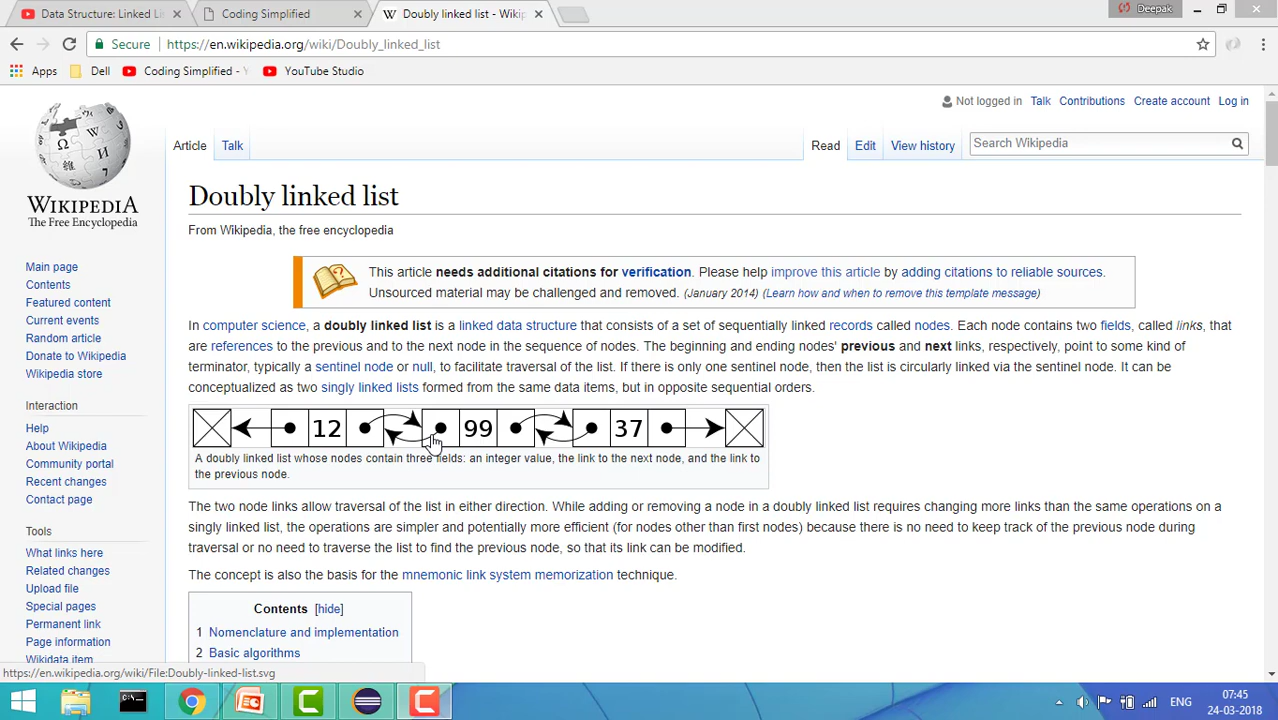 Data Structure: Linked Li
Coding Simplified
Doubly linked list - Wikip
Deepak
Secure
https://en.wikipedia.org/wiki/Doubly_linked_list
Apps
Dell
Coding Simplified - Y
YouTube Studio
Not logged in Talk Contributions Create account Log in
Article Talk
Read Edit View history
Search Wikipedia
WIKIPEDIA
The Free Encyclopedia
Main page
Contents
Featured content
Current events
Random article
Donate to Wikipedia
Wikipedia store
Interaction
Help
About Wikipedia
Community portal
Recent changes
Contact page
Tools
What links here
Related changes
Upload file
Special pages
Permanent link
Page information
Wikidata item
Doubly linked list
From Wikipedia, the free encyclopedia
This article needs additional citations for verification. Please help improve this article by adding citations to reliable sources.
Unsourced material may be challenged and removed. (January 2014) (Learn how and when to remove this template message)
In computer science, a doubly linked list is a linked data structure that consists of a set of sequentially linked records called nodes. Each node contains two fields, called links, that
are references to the previous and to the next node in the sequence of nodes. The beginning and ending nodes' previous and next links, respectively, point to some kind of
terminator, typically a sentinel node or null, to facilitate traversal of the list. If there is only one sentinel node, then the list is circularly linked via the sentinel node. It can be
conceptualized as two singly linked lists formed from the same data items, but in opposite sequential orders.
12 99 37
A doubly linked list whose nodes contain three fields: an integer value, the link to the next node, and the link to
the previous node.
The two node links allow traversal of the list in either direction. While adding or removing a node in a doubly linked list requires changing more links than the same operations on a
singly linked list, the operations are simpler and potentially more efficient (for nodes other than first nodes) because there is no need to keep track of the previous node during
traversal or no need to traverse the list to find the previous node, so that its link can be modified.
The concept is also the basis for the mnemonic link system memorization technique.
Contents [hide]
1 Nomenclature and implementation
2 Basic algorithms
https://en.wikipedia.org/wiki/File:Doubly-linked-list.svg
ENG
07:45
24-03-2018